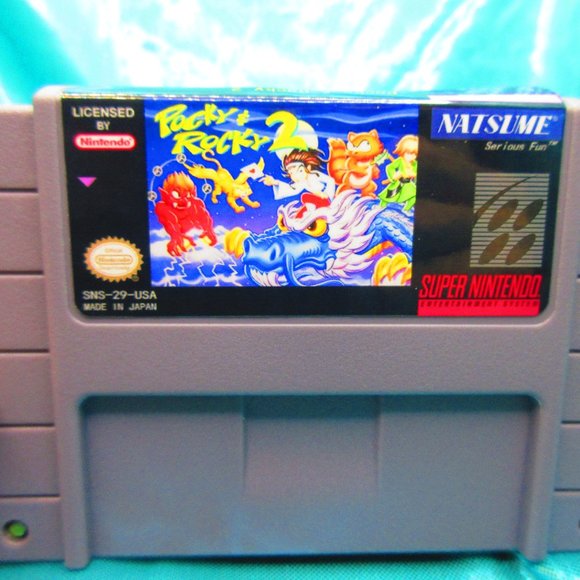 LICENSED
BY
Nintendo
POCKY &
ROCKY 2
NATSUME
Serious Fun™
Nintendo
SNS-29-USA
MADE IN JAPAN
SUPER NINTENDO
ENTERTAINMENT SYSTEM